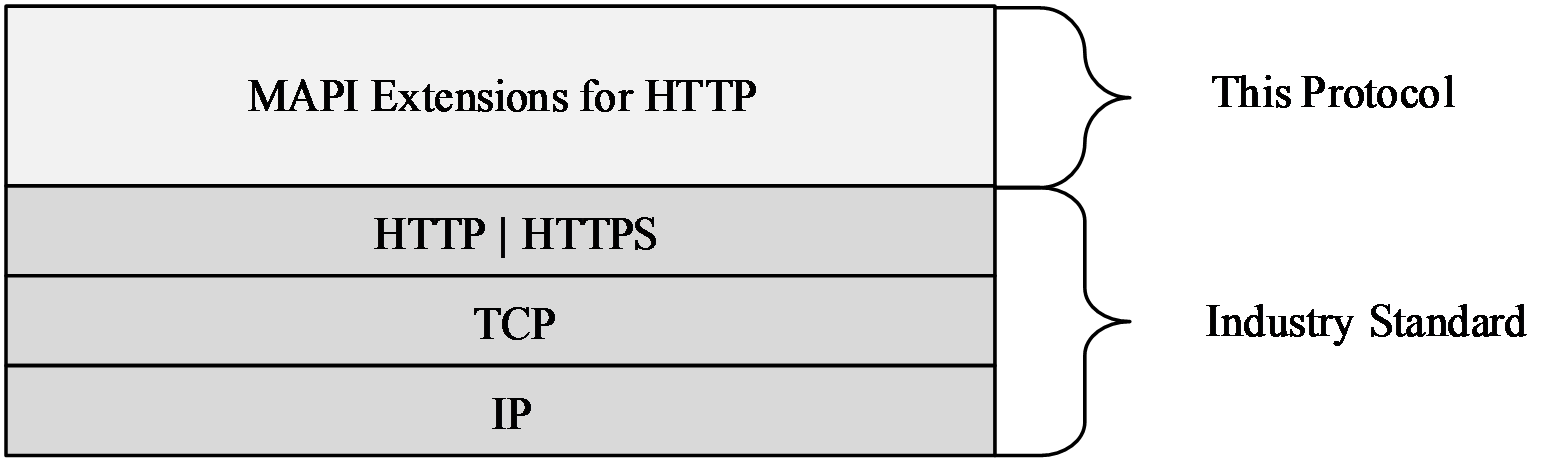 MAPI Extensions for HTTP
This Protocol
HTTP | HTTPS
TCP
Industry Standard
IP